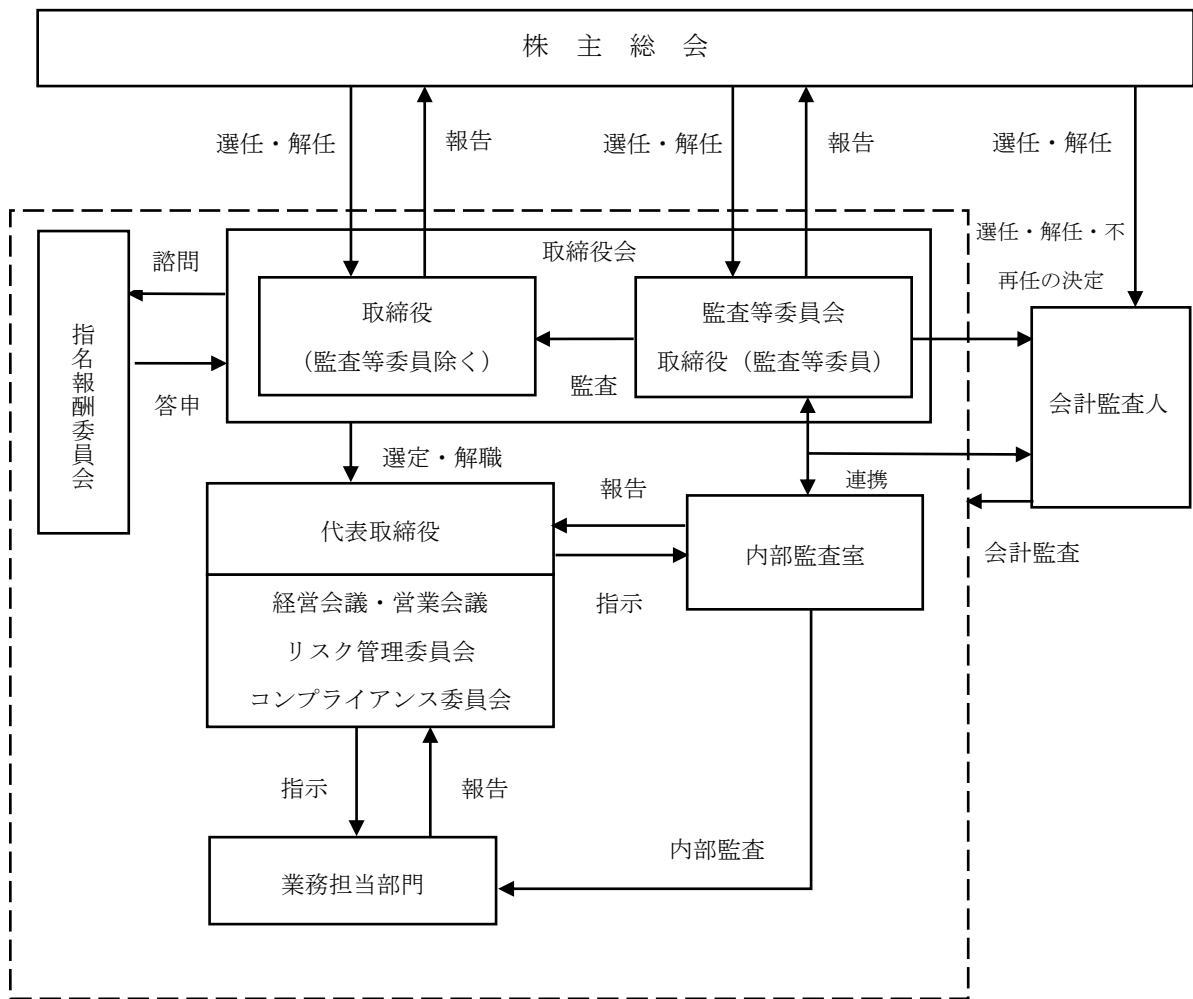 株主総会
選任・解任
報告
選任・解任
報告
選任・解任
選任・解任・不
再任の決定
諮問
答申
指名報酬委員会
取締役会
取締役
（監査等委員除く）
監査
監査等委員会
取締役（監査等委員）
会計監査人
選定・解職
連携
報告
指示
代表取締役
経営会議・営業会議
リスク管理委員会
コンプライアンス委員会
内部監査室
会計監査
指示
報告
内部監査
業務担当部門